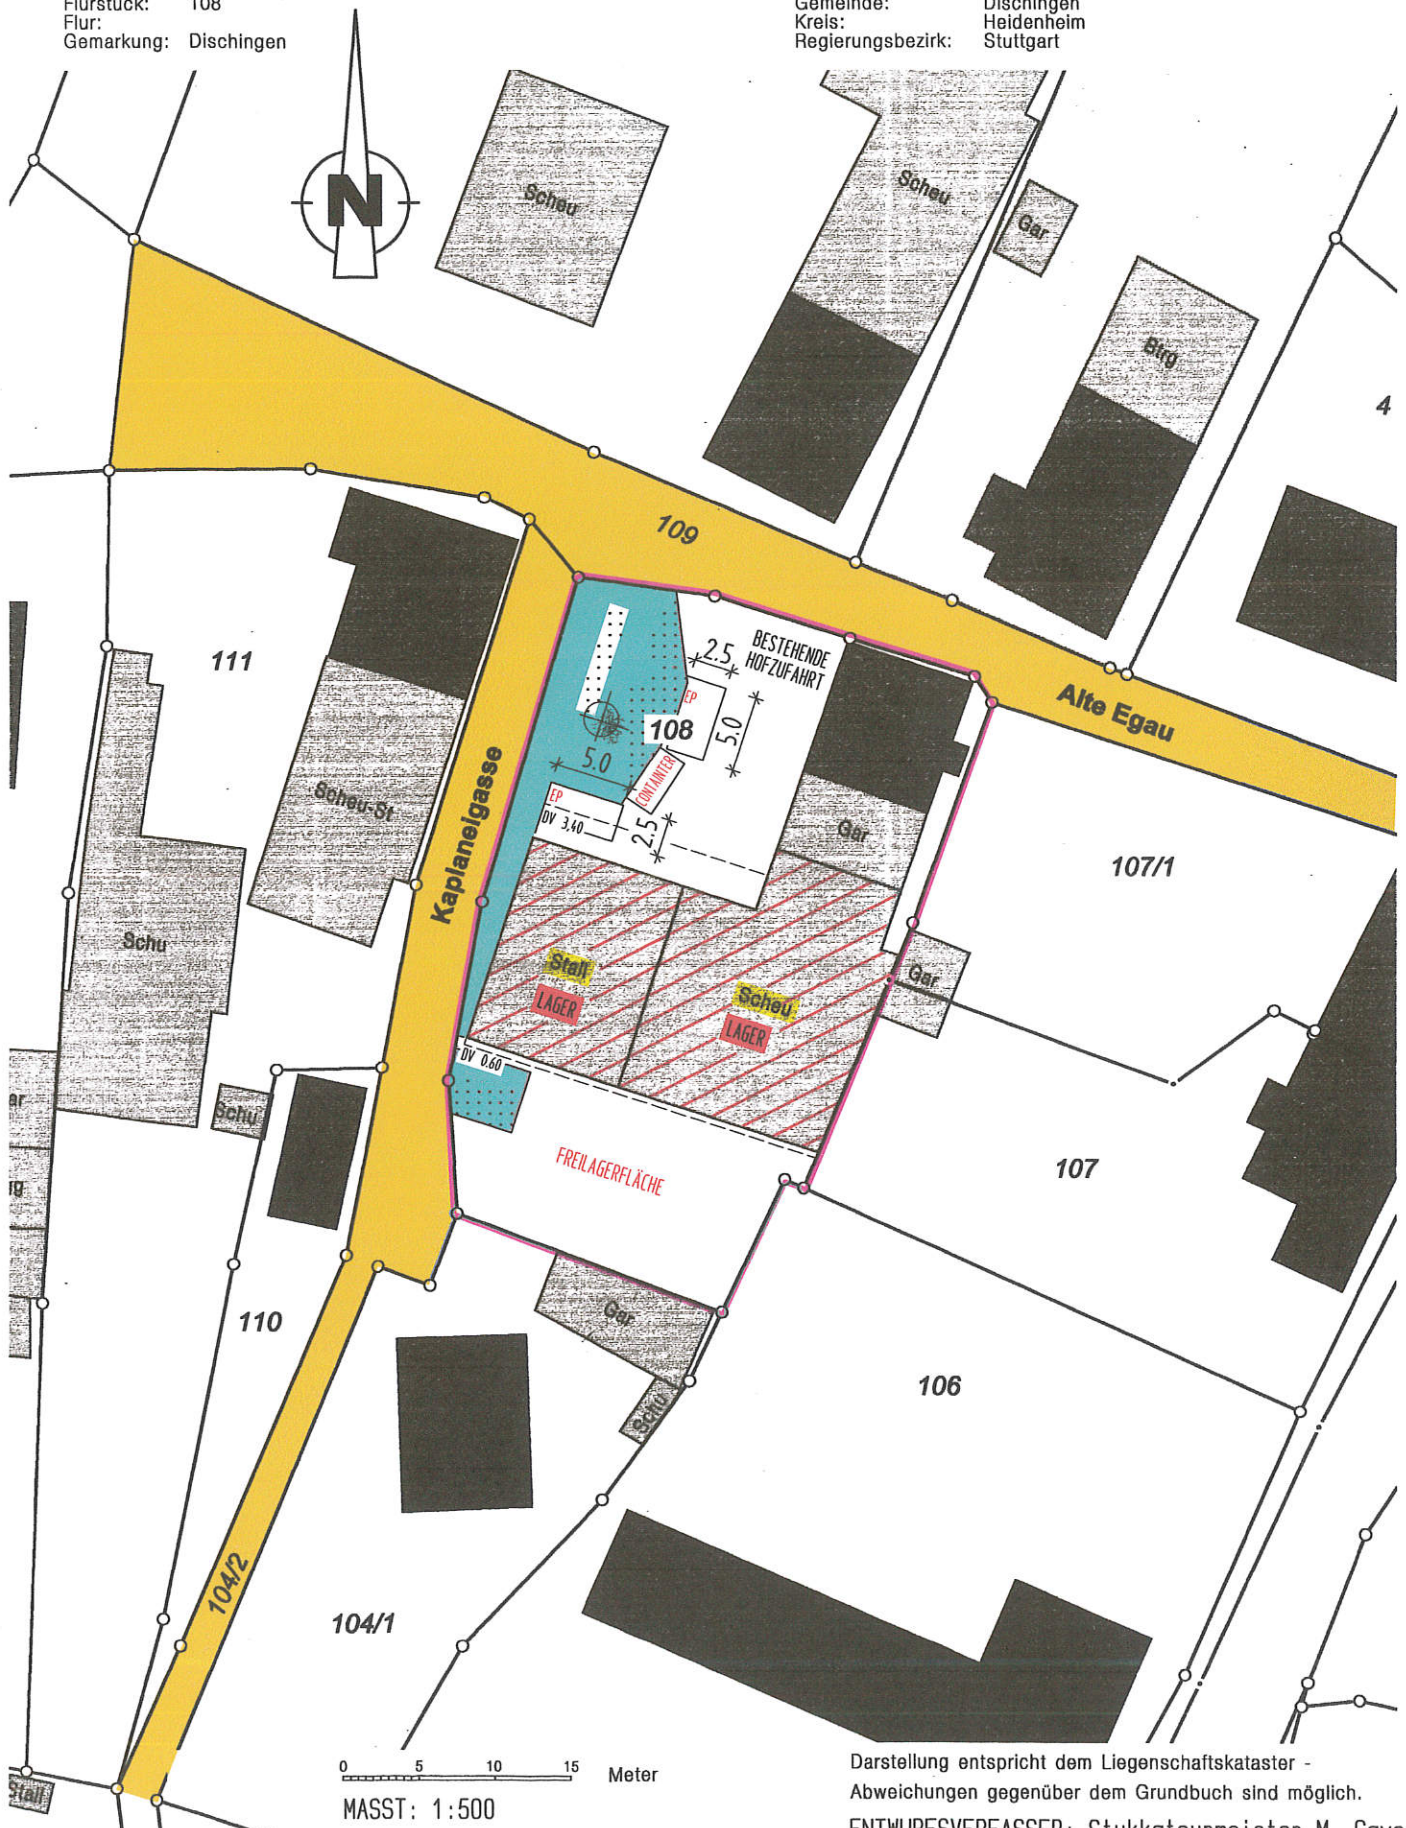 Flurstück: 108
Flur:
Gemarkung: Dischingen
Gemeinde: Dischingen
Kreis: Heidenheim
Regierungsbezirk: Stuttgart
N
Scheu
Scheu
Gar
Btrg
4
109
111
Alte Egau
BESTEHENDE
HOFZUFAHRT
2.5
EP
108
5.0
5.0
CONTAINTER
EP
DV 3,40
2.5
Kaplaneigasse
Scheu-St
Gar
107/1
Schu
Stall
LAGER
Scheu
LAGER
Gar
DV 0.60
Schu
FREILAGERFLÄCHE
107
110
Gar
106
Schu
104/2
104/1
Stall
0 5 10 15 Meter
MASST: 1:500
Darstellung entspricht dem Liegenschaftskataster -
Abweichungen gegenüber dem Grundbuch sind möglich.
ENTWURFSVERFASSER: Stukkateurmeister M.